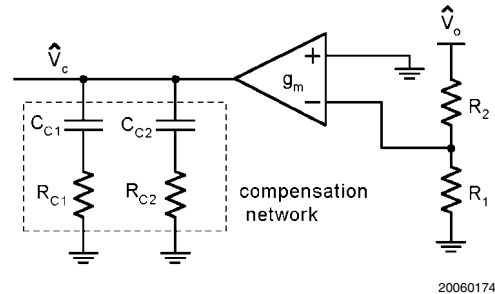 V̂c
V̂o
+
gm
−
CC1
CC2
R2
RC1
RC2
R1
compensation
network
20060174